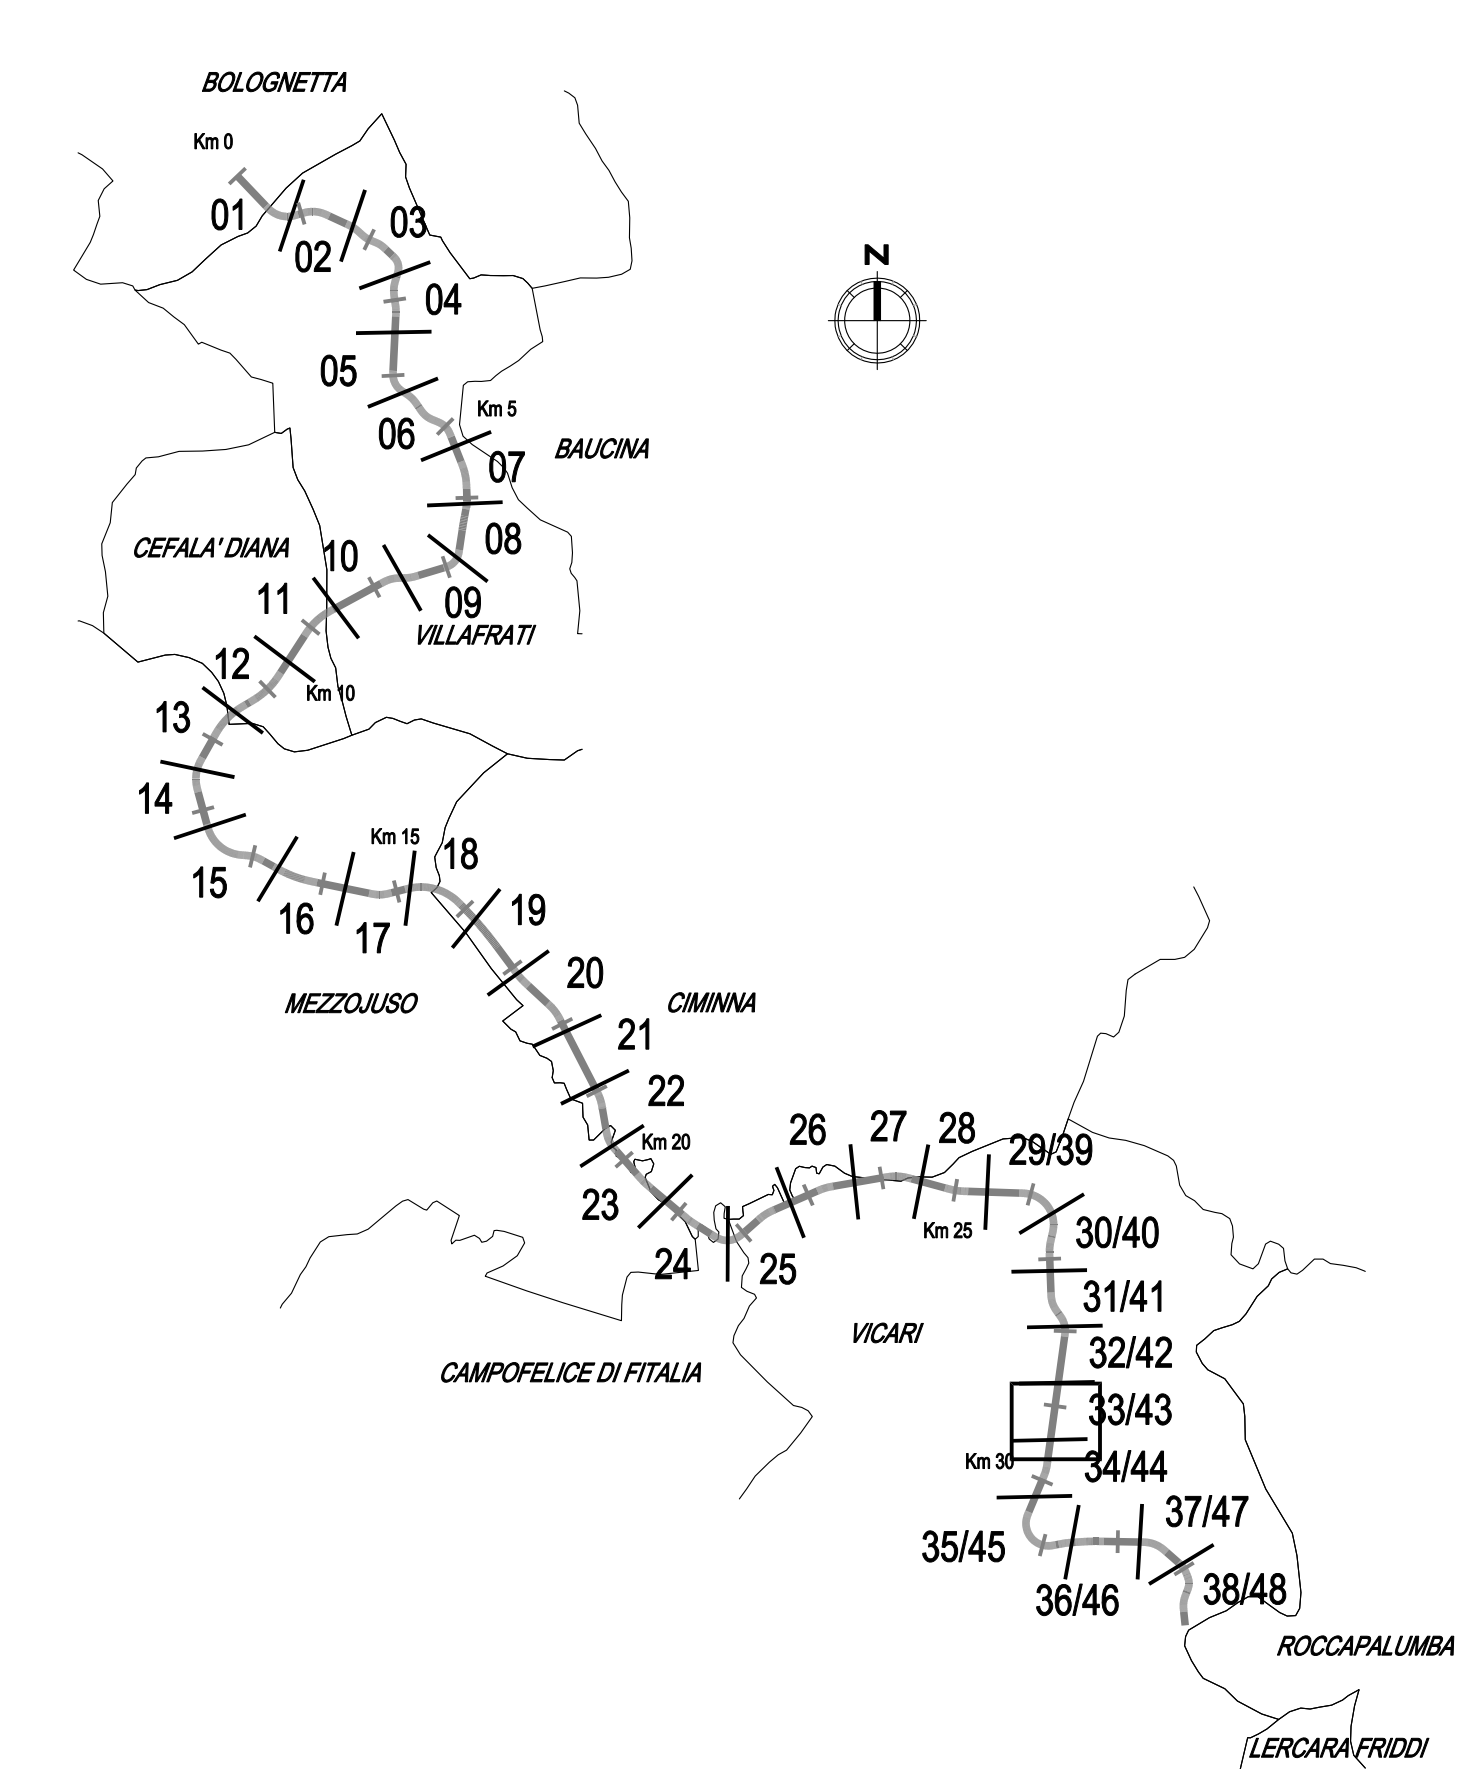 BOLOGNETTA
Km 0
01
02
03
N
04
05
06
Km 5
BAUCINA
07
08
CEFALA' DIANA
10
09
11
VILLAFRATI
12
Km 10
13
14
Km 15
18
15
16
17
19
20
MEZZOJUSO
CIMINNA
21
22
Km 20
26
27
28
29/39
23
24
25
Km 25
30/40
31/41
VICARI
32/42
CAMPOFELICE DI FITALIA
33/43
Km 30
34/44
37/47
35/45
36/46
38/48
ROCCAPALUMBA
LERCARA FRIDDI